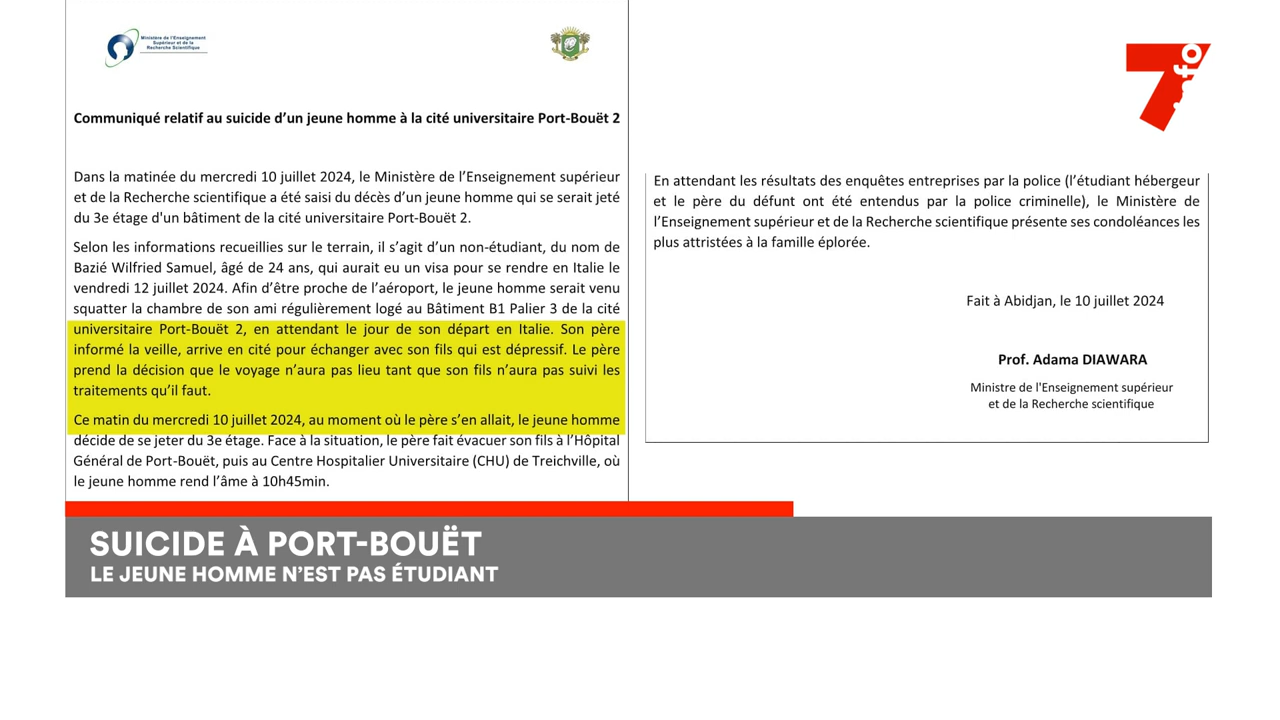 Ministère de l'Enseignement
Supérieur et de la
Recherche Scientifique
7info
Communiqué relatif au suicide d'un jeune homme à la cité universitaire Port-Bouët 2
Dans la matinée du mercredi 10 juillet 2024, le Ministère de l'Enseignement supérieur
et de la Recherche scientifique a été saisi du décès d'un jeune homme qui se serait jeté
du 3e étage d'un bâtiment de la cité universitaire Port-Bouët 2.
Selon les informations recueillies sur le terrain, il s'agit d'un non-étudiant, du nom de
Bazié Wilfried Samuel, âgé de 24 ans, qui aurait eu un visa pour se rendre en Italie le
vendredi 12 juillet 2024. Afin d'être proche de l'aéroport, le jeune homme serait venu
squatter la chambre de son ami régulièrement logé au Bâtiment B1 Palier 3 de la cité
universitaire Port-Bouët 2, en attendant le jour de son départ en Italie. Son père
informé la veille, arrive en cité pour échanger avec son fils qui est dépressif. Le père
prend la décision que le voyage n'aura pas lieu tant que son fils n'aura pas suivi les
traitements qu'il faut.
Ce matin du mercredi 10 juillet 2024, au moment où le père s'en allait, le jeune homme
décide de se jeter du 3e étage. Face à la situation, le père fait évacuer son fils à l'Hôpital
Général de Port-Bouët, puis au Centre Hospitalier Universitaire (CHU) de Treichville, où
le jeune homme rend l'âme à 10h45min.
En attendant les résultats des enquêtes entreprises par la police (l'étudiant hébergeur
et le père du défunt ont été entendus par la police criminelle), le Ministère de
l'Enseignement supérieur et de la Recherche scientifique présente ses condoléances les
plus attristées à la famille éplorée.
Fait à Abidjan, le 10 juillet 2024
Prof. Adama DIAWARA
Ministre de l'Enseignement supérieur
et de la Recherche scientifique
SUICIDE À PORT-BOUËT
LE JEUNE HOMME N'EST PAS ÉTUDIANT